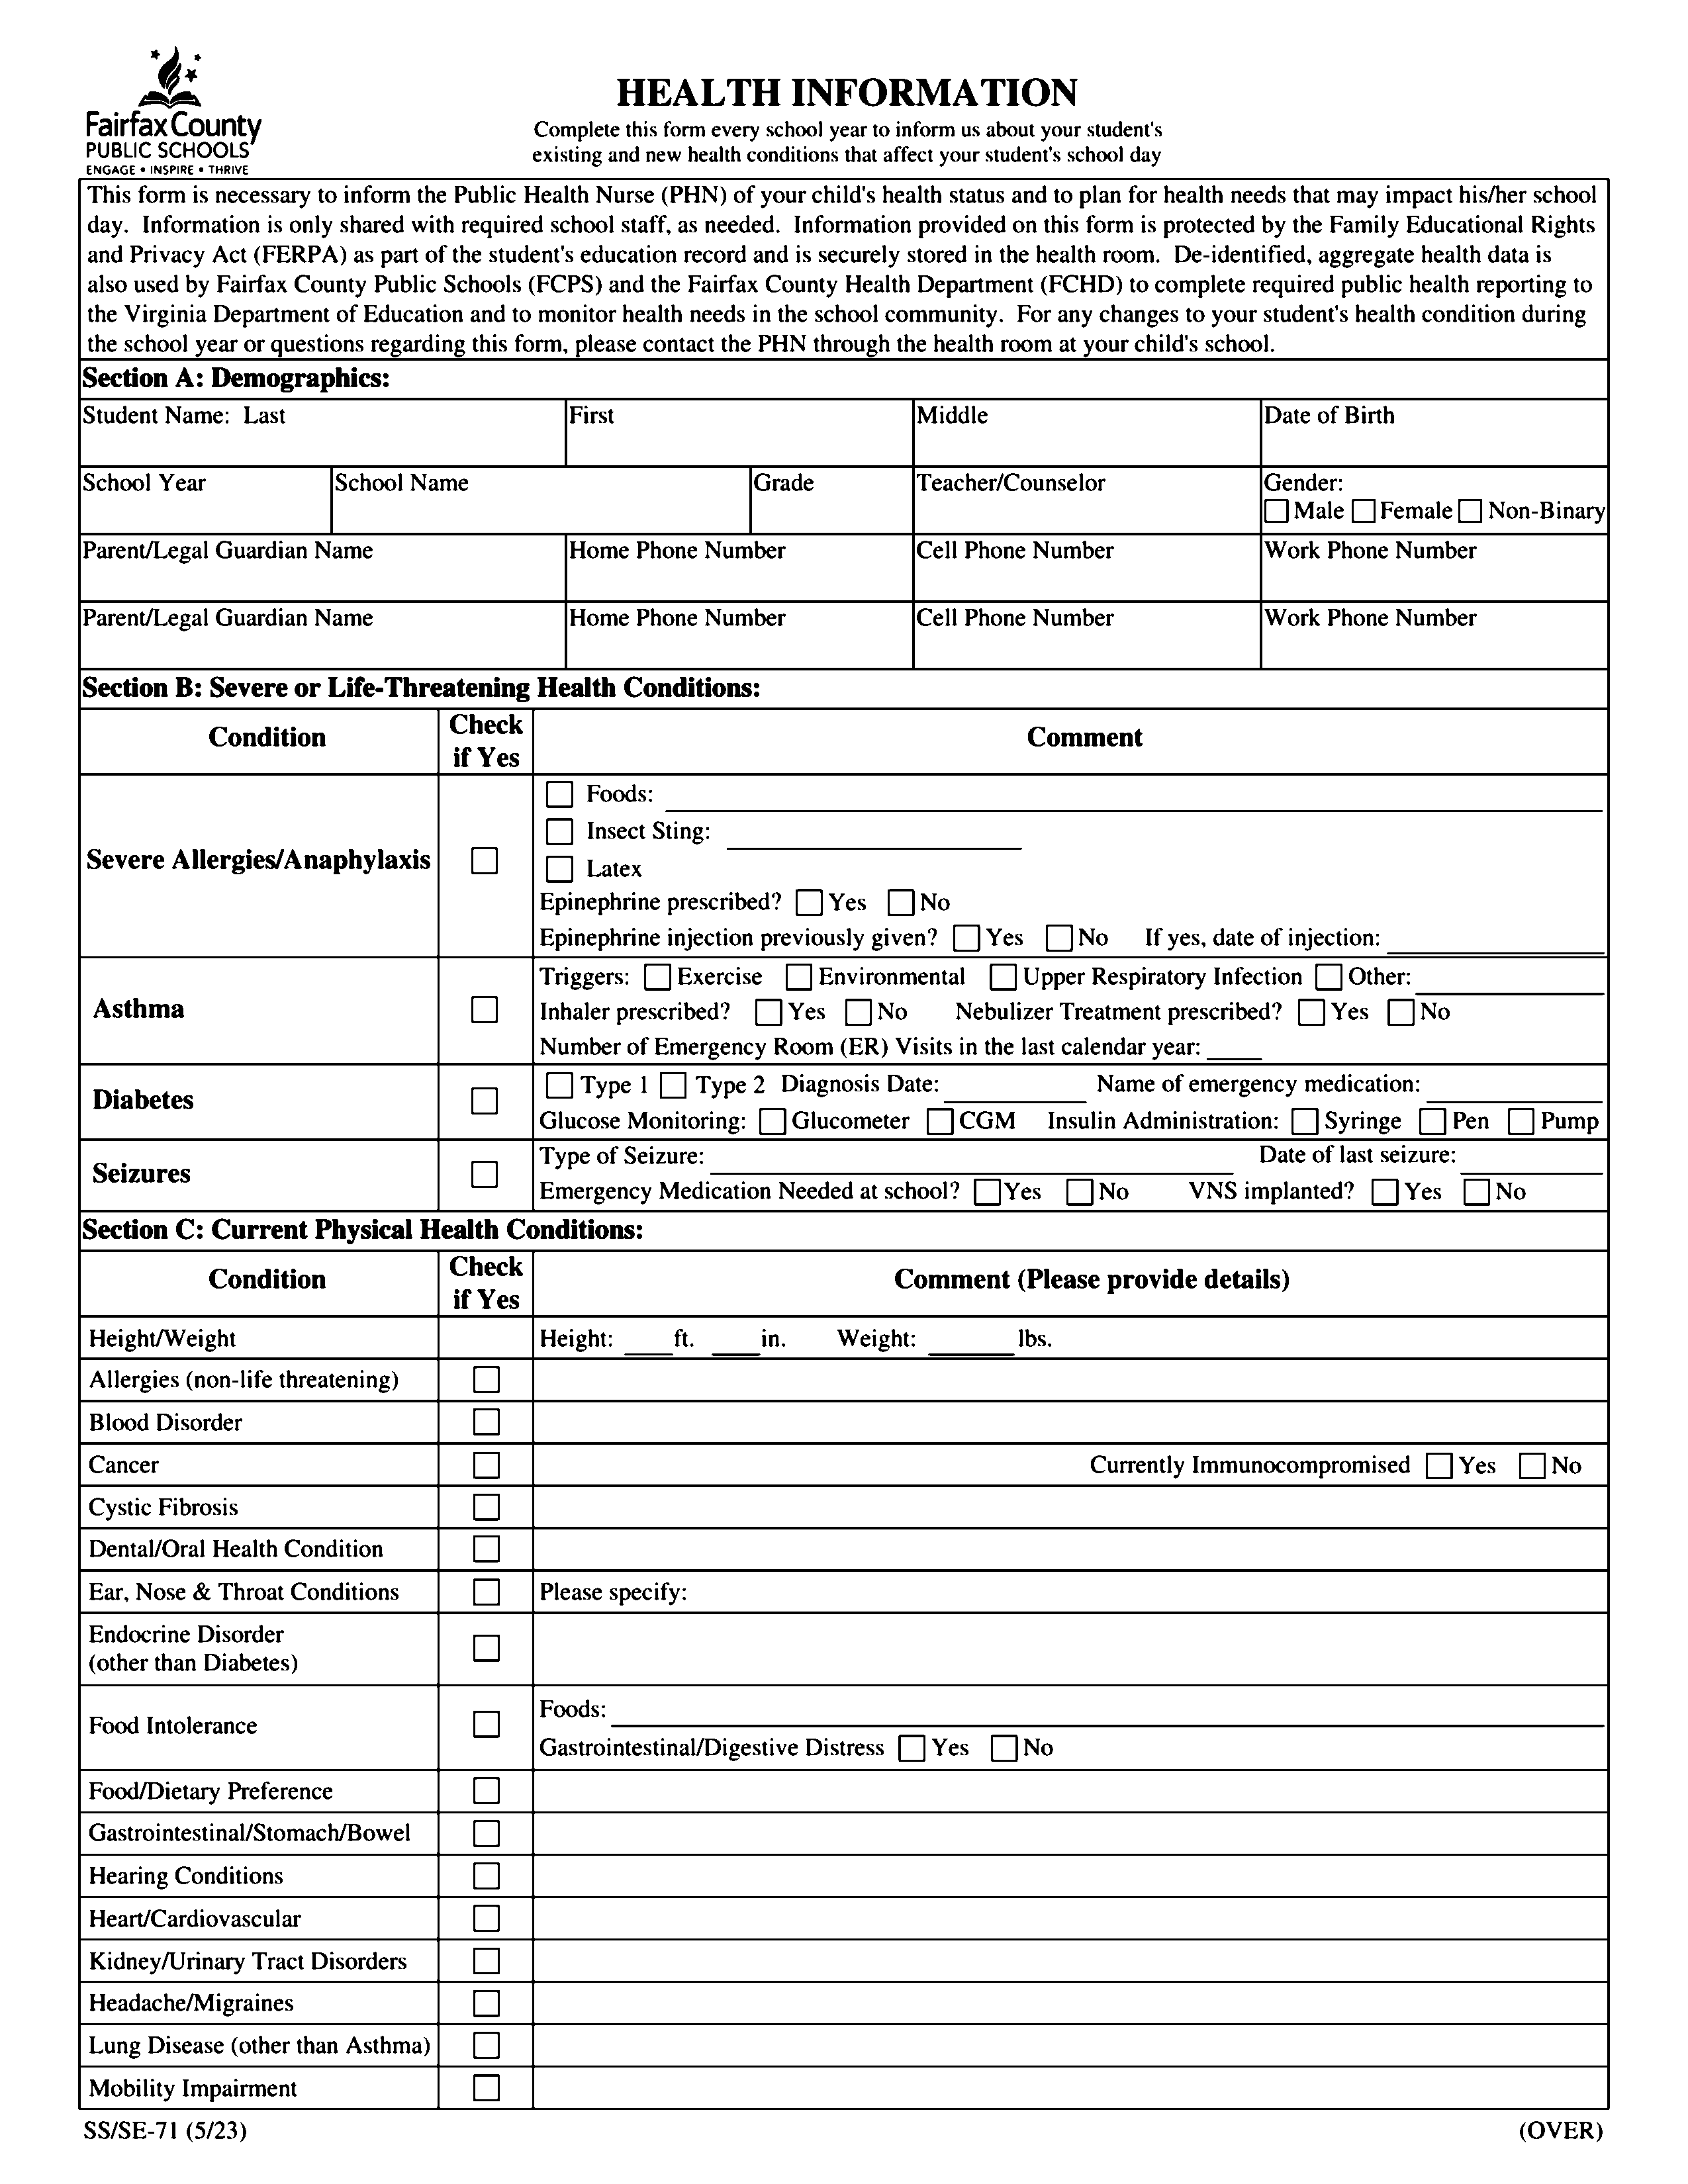 Fairfax County
PUBLIC SCHOOLS
ENGAGE • INSPIRE • THRIVE
HEALTH INFORMATION
Complete this form every school year to inform us about your student's
existing and new health conditions that affect your student's school day
This form is necessary to inform the Public Health Nurse (PHN) of your child's health status and to plan for health needs that may impact his/her school
day. Information is only shared with required school staff, as needed. Information provided on this form is protected by the Family Educational Rights
and Privacy Act (FERPA) as part of the student's education record and is securely stored in the health room. De-identified, aggregate health data is
also used by Fairfax County Public Schools (FCPS) and the Fairfax County Health Department (FCHD) to complete required public health reporting to
the Virginia Department of Education and to monitor health needs in the school community. For any changes to your student's health condition during
the school year or questions regarding this form, please contact the PHN through the health room at your child's school.
Section A: Demographics:
Student Name: Last First Middle Date of Birth
School Year School Name Grade Teacher/Counselor Gender:
Male Female Non-Binary
Parent/Legal Guardian Name Home Phone Number Cell Phone Number Work Phone Number
Parent/Legal Guardian Name Home Phone Number Cell Phone Number Work Phone Number
Section B: Severe or Life-Threatening Health Conditions:
Condition Check if Yes Comment
Severe Allergies/Anaphylaxis
Foods:
Insect Sting:
Latex
Epinephrine prescribed? Yes No
Epinephrine injection previously given? Yes No If yes, date of injection:
Asthma
Triggers: Exercise Environmental Upper Respiratory Infection Other:
Inhaler prescribed? Yes No Nebulizer Treatment prescribed? Yes No
Number of Emergency Room (ER) Visits in the last calendar year:
Diabetes
Type 1 Type 2 Diagnosis Date: Name of emergency medication:
Glucose Monitoring: Glucometer CGM Insulin Administration: Syringe Pen Pump
Seizures
Type of Seizure: Date of last seizure:
Emergency Medication Needed at school? Yes No VNS implanted? Yes No
Section C: Current Physical Health Conditions:
Condition Check if Yes Comment (Please provide details)
Height/Weight Height: ft. in. Weight: lbs.
Allergies (non-life threatening)
Blood Disorder
Cancer Currently Immunocompromised Yes No
Cystic Fibrosis
Dental/Oral Health Condition
Ear, Nose & Throat Conditions Please specify:
Endocrine Disorder
(other than Diabetes)
Food Intolerance
Foods:
Gastrointestinal/Digestive Distress Yes No
Food/Dietary Preference
Gastrointestinal/Stomach/Bowel
Hearing Conditions
Heart/Cardiovascular
Kidney/Urinary Tract Disorders
Headache/Migraines
Lung Disease (other than Asthma)
Mobility Impairment
SS/SE-71 (5/23) (OVER)